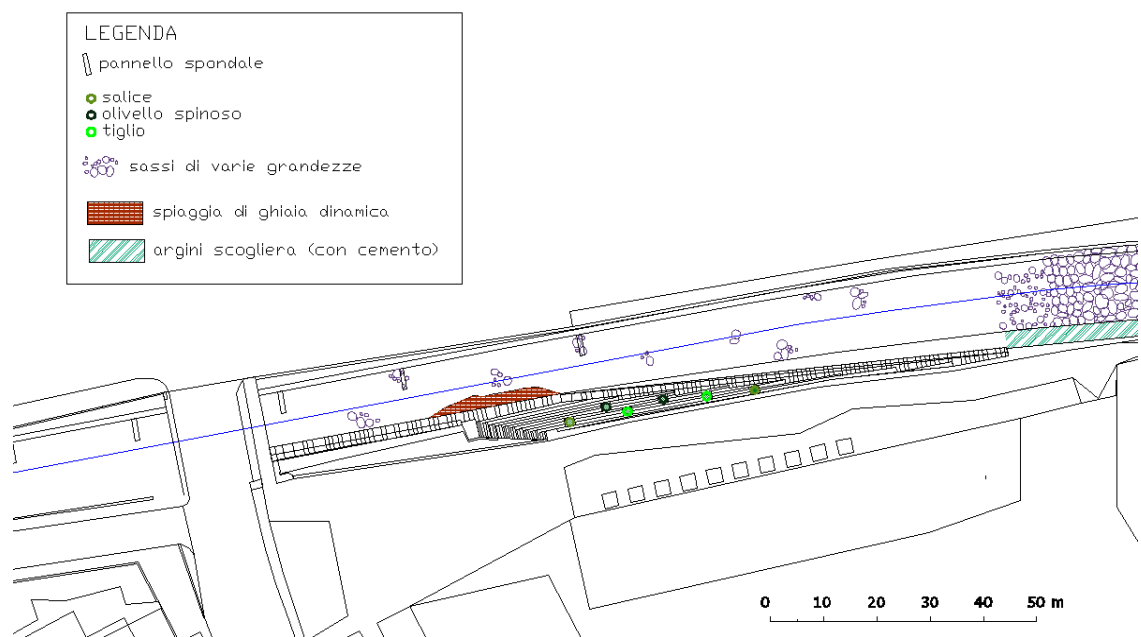 LEGENDA
pannello spondale
salice
olivello spinoso
tiglio
sassi di varie grandezze
spiaggia di ghiaia dinamica
argini scogliera (con cemento)
0 10 20 30 40 50 m